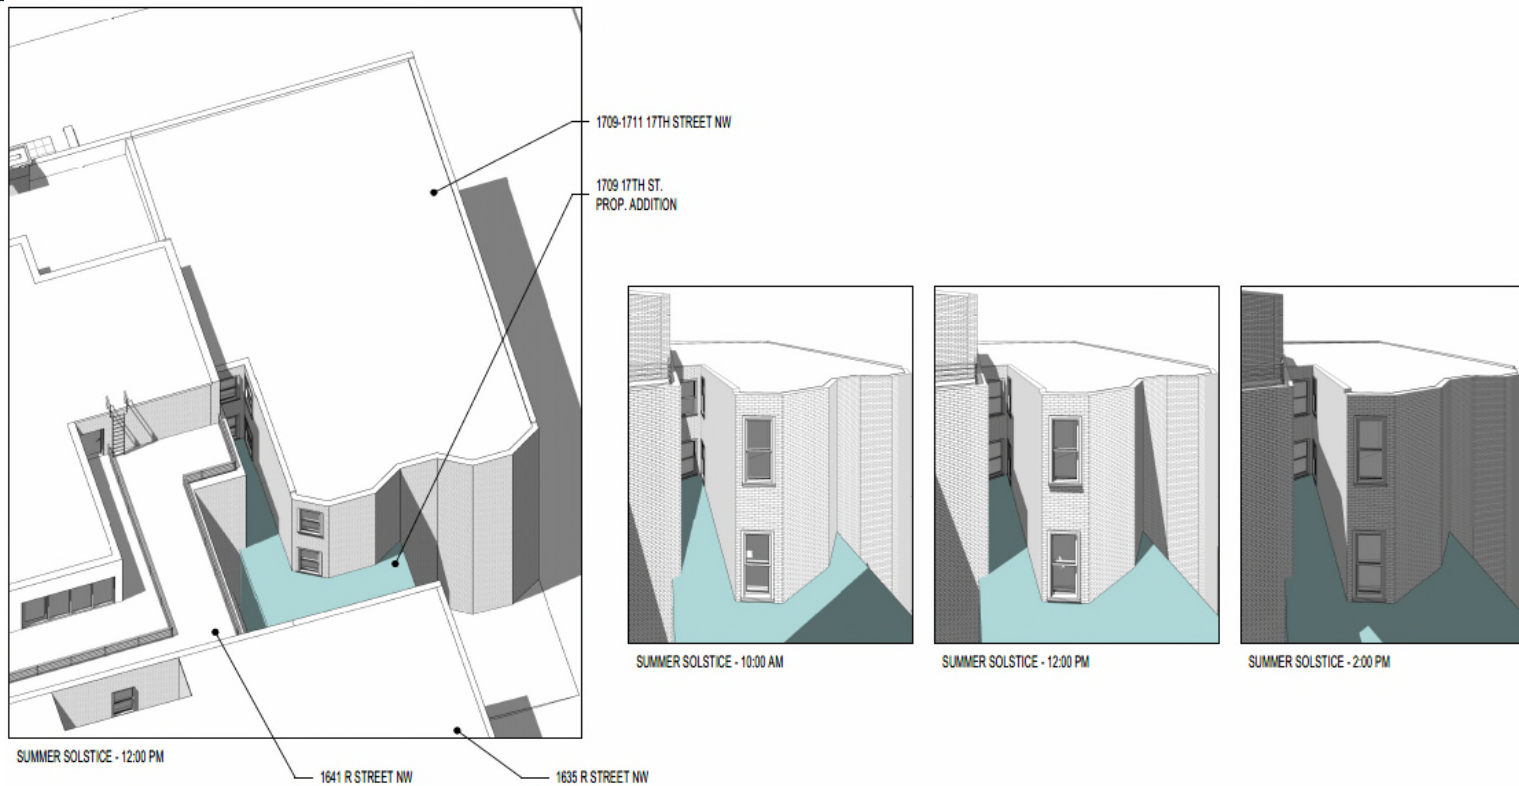 1709-1711 17TH STREET NW
1709 17TH ST.
PROP. ADDITION
SUMMER SOLSTICE - 10:00 AM
SUMMER SOLSTICE - 12:00 PM
SUMMER SOLSTICE - 2:00 PM
SUMMER SOLSTICE - 12:00 PM
1641 R STREET NW
1635 R STREET NW